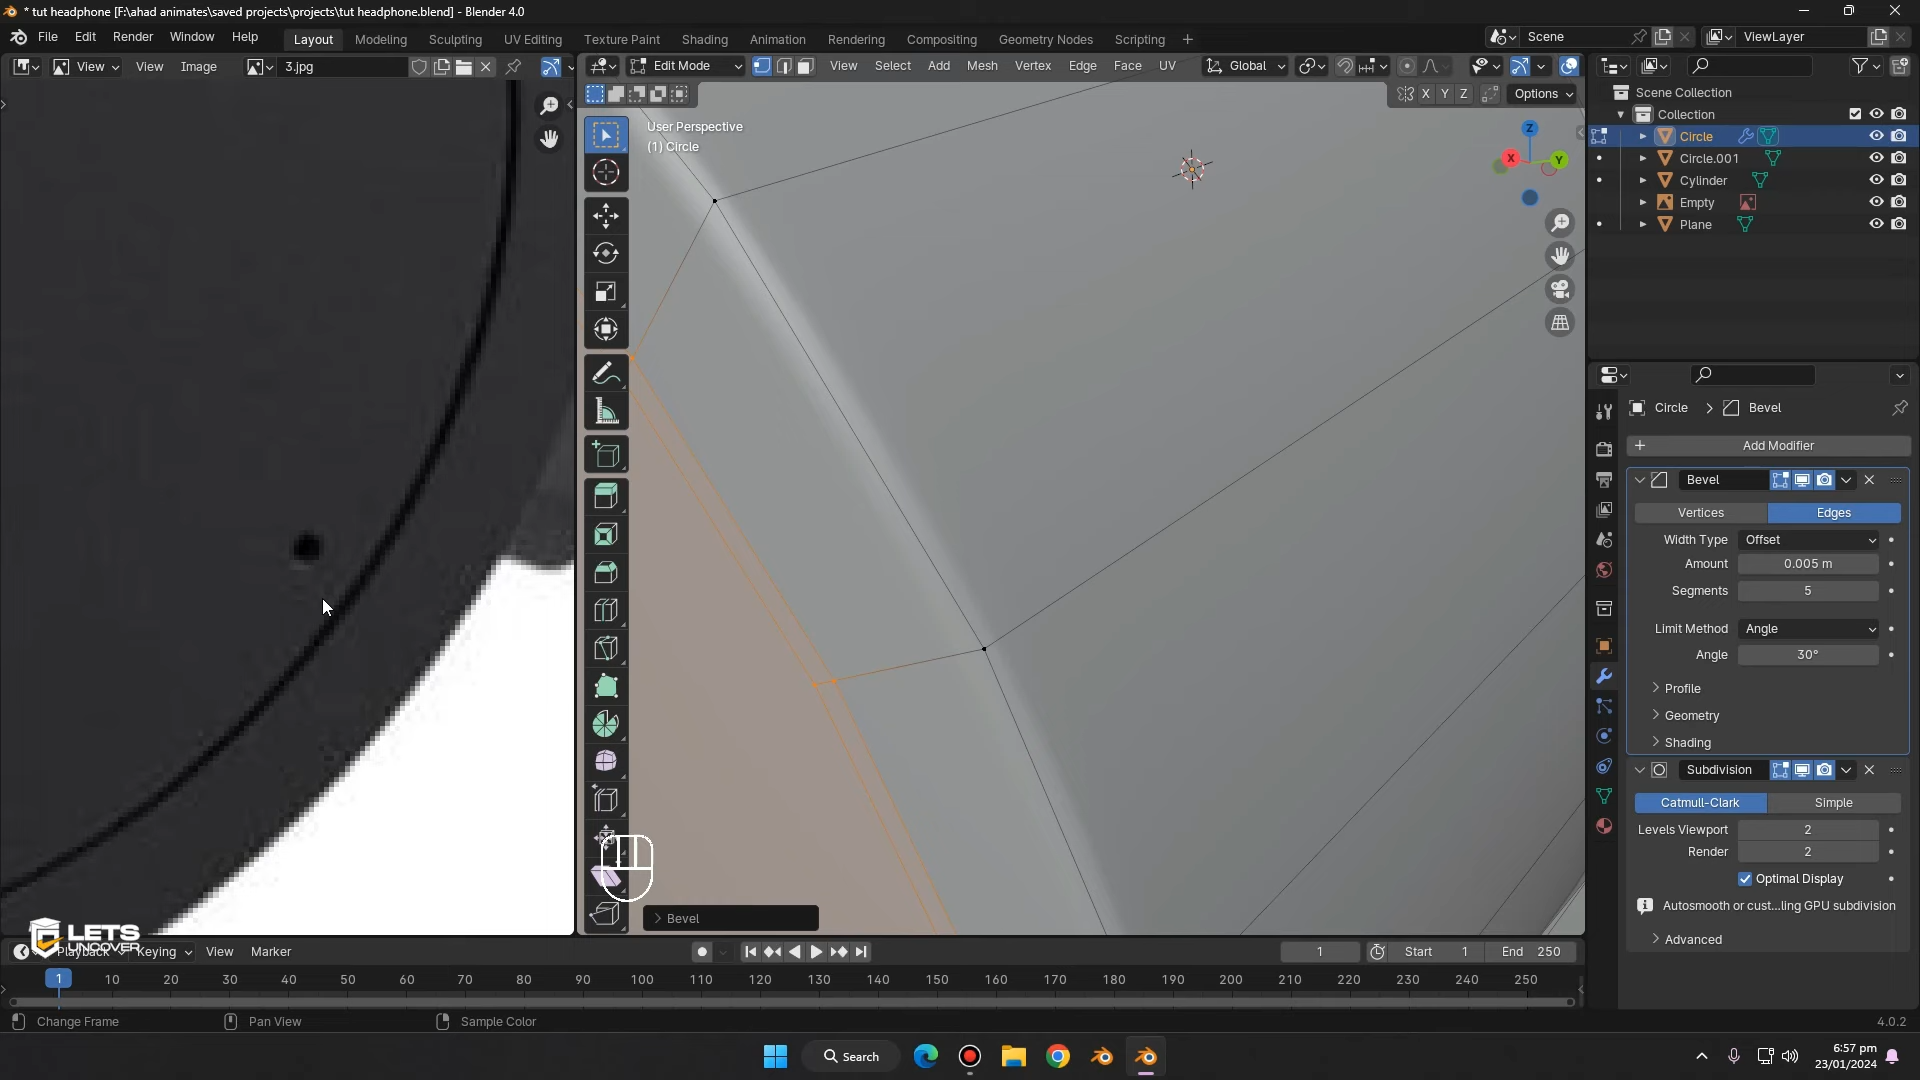 * tut headphone [F:\ahad animates\saved projects\projects\tut headphone.blend] - Blender 4.0
File Edit Render Window Help Layout Modeling Sculpting UV Editing Texture Paint Shading Animation Rendering Compositing Geometry Nodes Scripting + Scene ViewLayer
View View Image 3.jpg Edit Mode View Select Add Mesh Vertex Edge Face UV Global
X Y Z Options
User Perspective
(1) Circle
Z
X
Y
Scene Collection
Collection
Circle
Circle.001
Cylinder
Empty
Plane
Circle > Bevel
+ Add Modifier
Bevel
Vertices Edges
Width Type Offset
Amount 0.005 m
Segments 5
Limit Method Angle
Angle 30°
> Profile
> Geometry
> Shading
Subdivision
Catmull-Clark Simple
Levels Viewport 2
Render 2
Optimal Display
Autosmooth or cust...ling GPU subdivision
> Advanced
> Bevel
LETS
UNCOVER
Playback Keying View Marker 1 Start 1 End 250
1 10 20 30 40 50 60 70 80 90 100 110 120 130 140 150 160 170 180 190 200 210 220 230 240 250
Change Frame Pan View Sample Color 4.0.2
Search
6:57 pm
23/01/2024